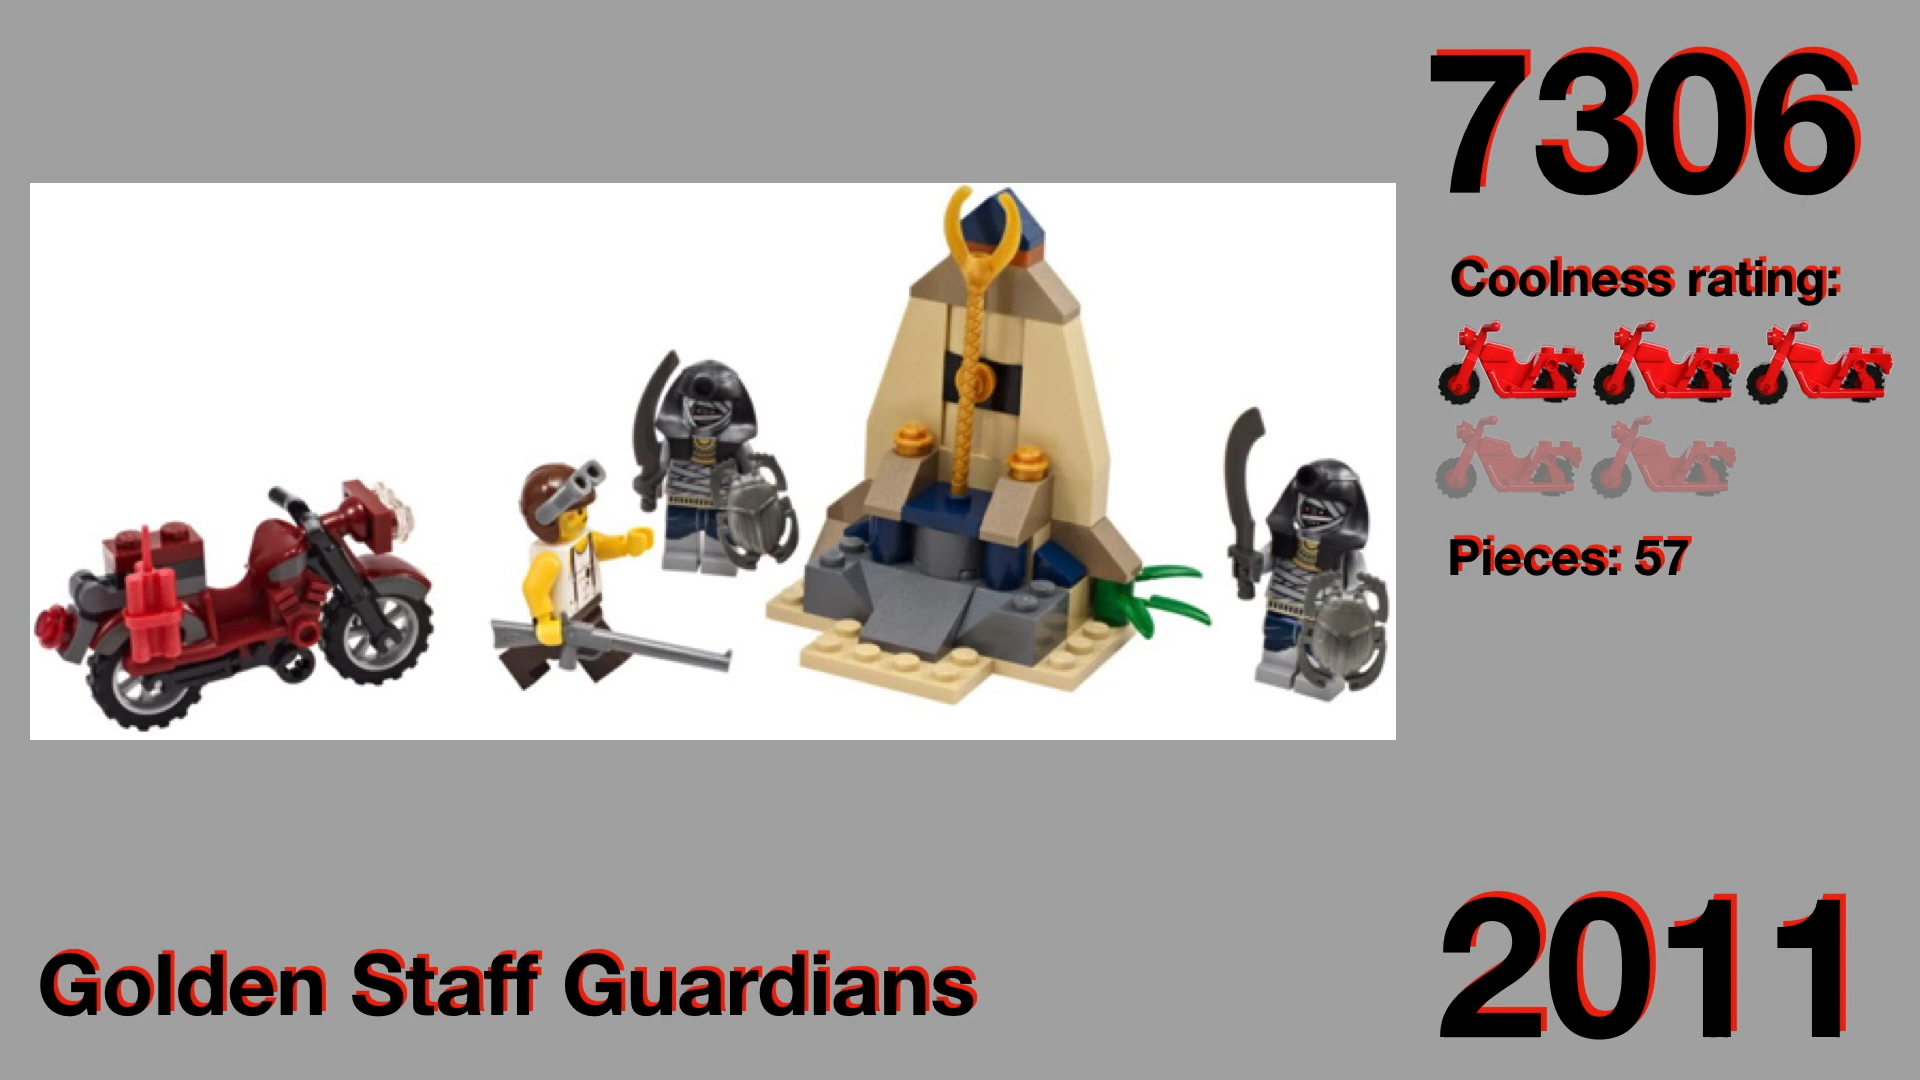 7306
Coolness rating:
Pieces: 57
Golden Staff Guardians
2011